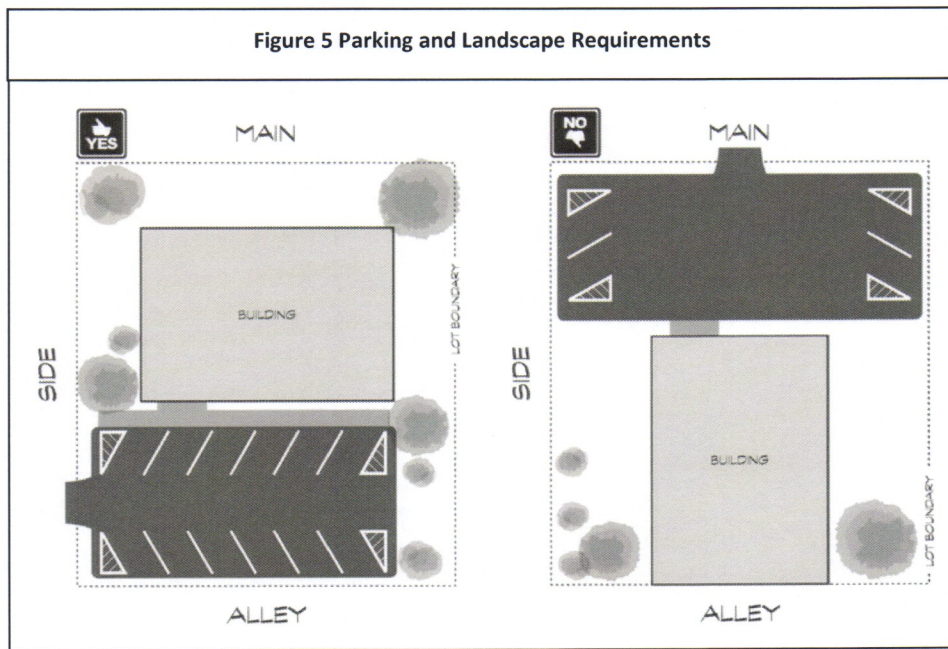 Figure 5 Parking and Landscape Requirements
YES
MAIN
BUILDING
LOT BOUNDARY
SIDE
ALLEY
NO
MAIN
SIDE
BUILDING
LOT BOUNDARY
ALLEY